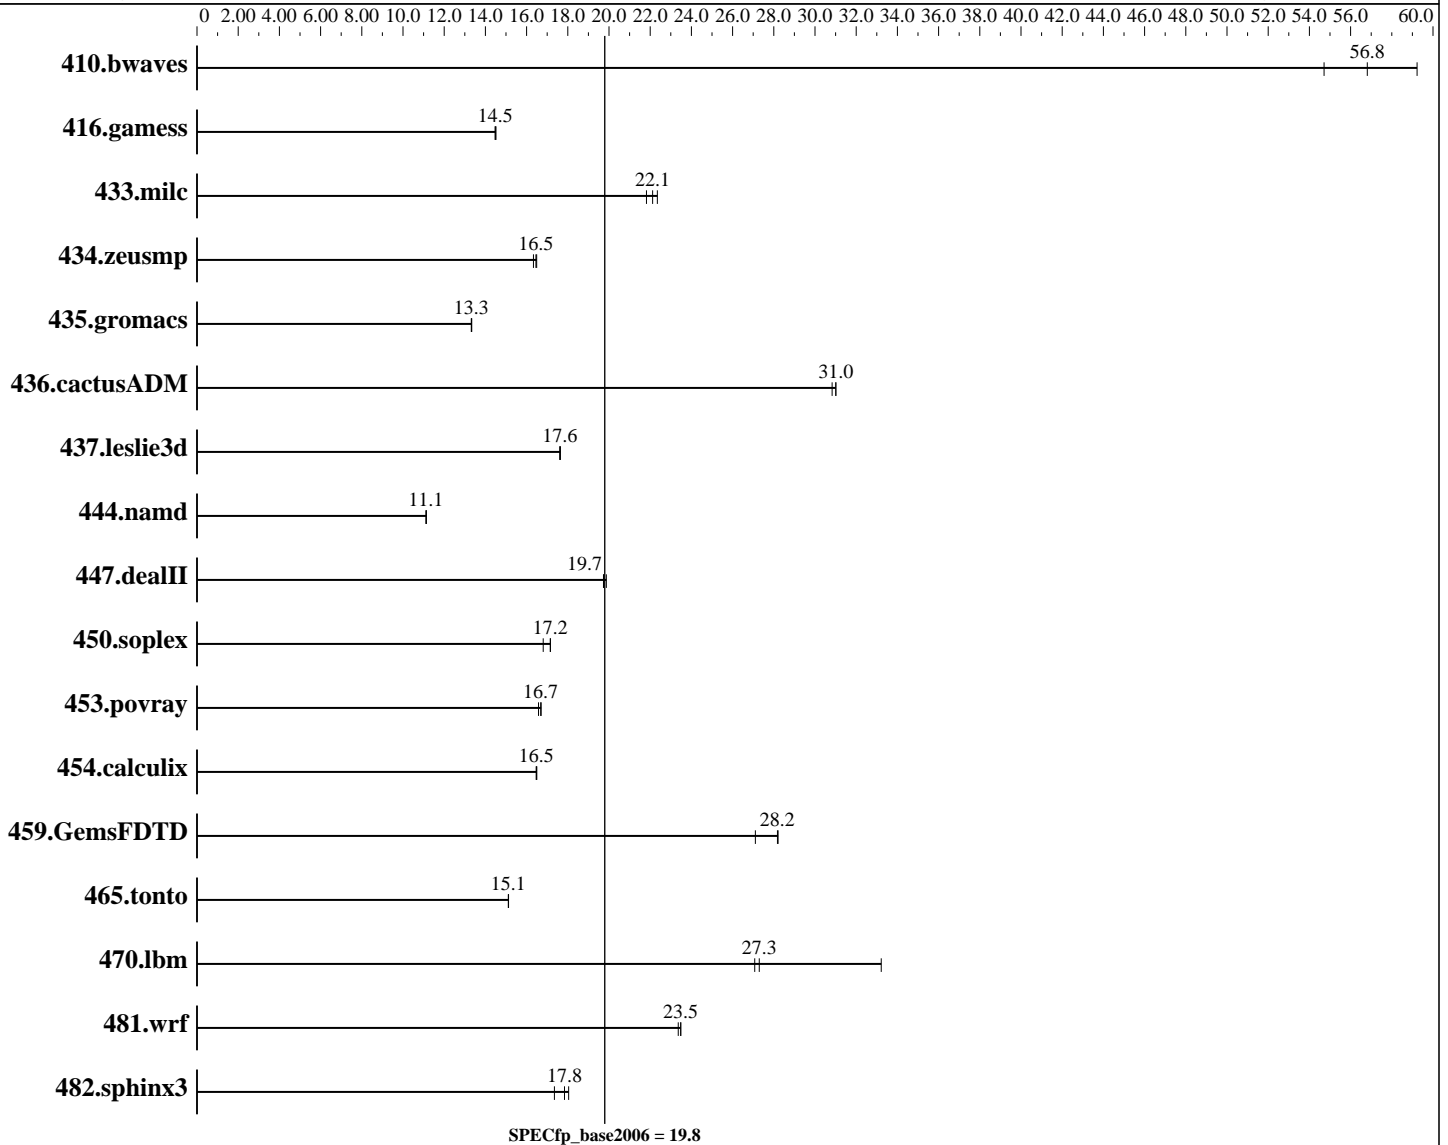 0 2.00 4.00 6.00 8.00 10.0 12.0 14.0 16.0 18.0 20.0 22.0 24.0 26.0 28.0 30.0 32.0 34.0 36.0 38.0 40.0 42.0 44.0 46.0 48.0 50.0 52.0 54.0 56.0 60.0
410.bwaves 56.8
416.gamess 14.5
433.milc 22.1
434.zeusmp 16.5
435.gromacs 13.3
436.cactusADM 31.0
437.leslie3d 17.6
444.namd 11.1
447.dealII 19.7
450.soplex 17.2
453.povray 16.7
454.calculix 16.5
459.GemsFDTD 28.2
465.tonto 15.1
470.lbm 27.3
481.wrf 23.5
482.sphinx3 17.8
SPECfp_base2006 = 19.8